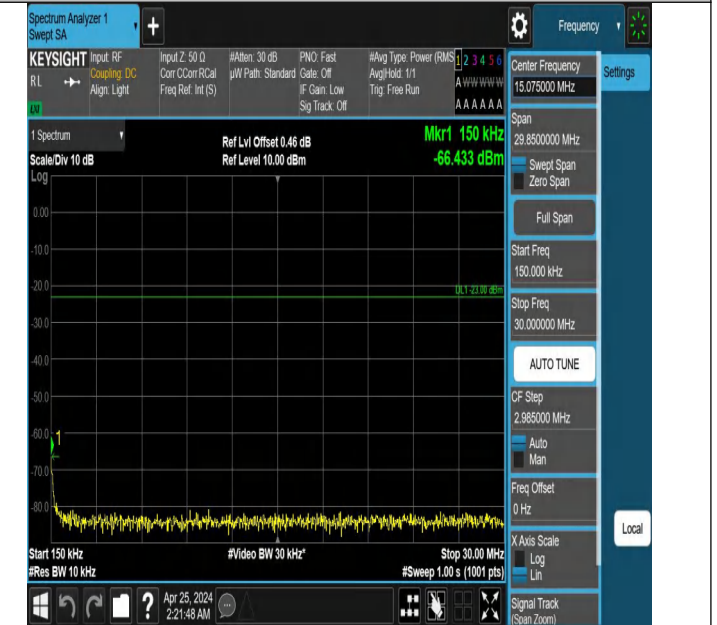 Spectrum Analyzer 1
Swept SA
+
Frequency
KEYSIGHT
RL
Input: RF
Coupling: DC
Align: Light
Input Z: 50 Ω
Corr CCorr RCal
Freq Ref: Int (S)
#Atten: 30 dB
µW Path: Standard
PNO: Fast
Gate: Off
IF Gain: Low
Sig Track: Off
#Avg Type: Power (RMS
Avg|Hold: 1/1
Trig: Free Run
1 2 3 4 5 6
A W W W W W
A A A A A A
1 Spectrum
Scale/Div 10 dB
Log
Ref Lvl Offset 0.46 dB
Ref Level 10.00 dBm
Mkr1 150 kHz
-66.433 dBm
0.00
-10.0
-20.0
DL1 -23.00 dBm
-30.0
-40.0
-50.0
-60.0
1
-70.0
-80.0
Start 150 kHz
#Video BW 30 kHz*
Stop 30.00 MHz
#Res BW 10 kHz
#Sweep 1.00 s (1001 pts)
?
Apr 25, 2024
2:21:48 AM
Center Frequency
15.075000 MHz
Settings
Span
29.8500000 MHz
Swept Span
Zero Span
Full Span
Start Freq
150.000 kHz
Stop Freq
30.000000 MHz
AUTO TUNE
CF Step
2.985000 MHz
Auto
Man
Freq Offset
0 Hz
Local
X Axis Scale
Log
Lin
Signal Track
(Span Zoom)